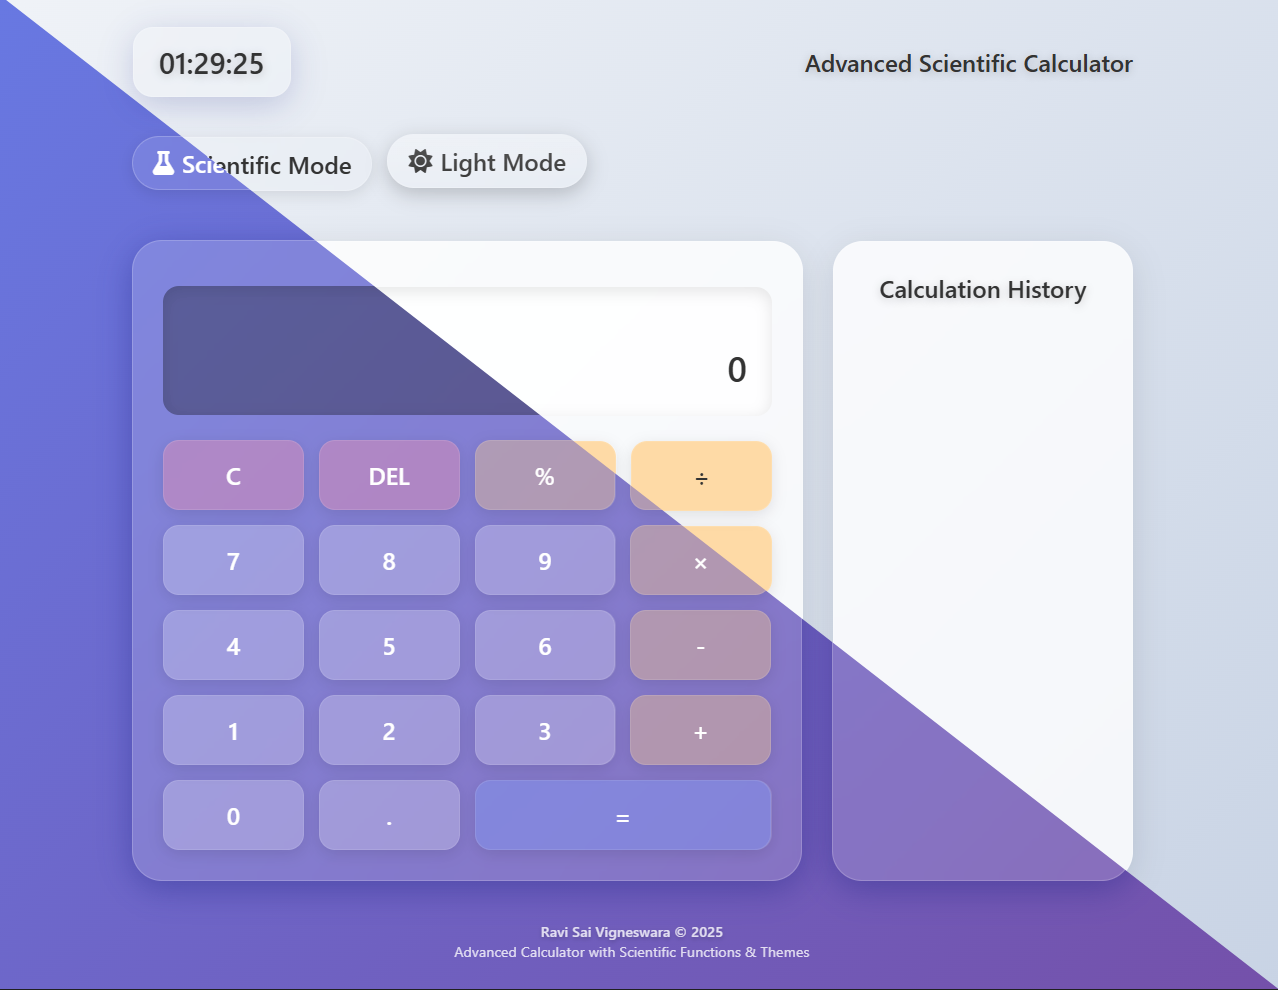 01:29:25
Advanced Scientific Calculator
Scientific Mode
Light Mode
Calculation History
0
C DEL % ÷
7 8 9 ×
4 5 6 -
1 2 3 +
0 . =
Ravi Sai Vigneswara © 2025
Advanced Calculator with Scientific Functions & Themes